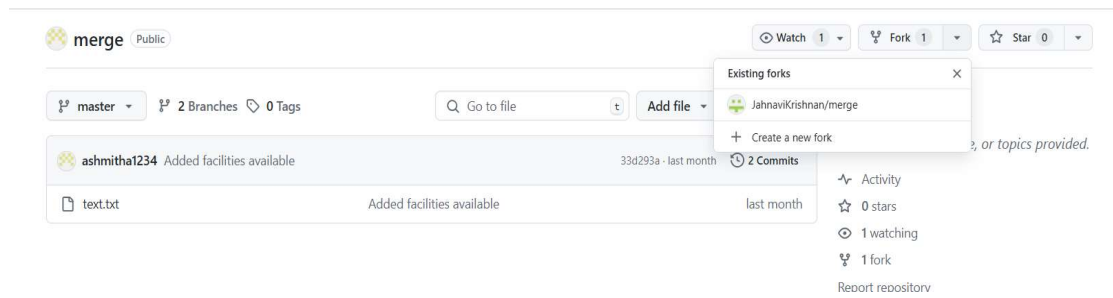 merge Public Watch 1 Fork 1 Star 0
Existing forks
JahnaviKrishnan/merge
Create a new fork
master 2 Branches 0 Tags Go to file t Add file
, or topics provided.
ashmitha1234 Added facilities available 33d293a · last month 2 Commits
text.txt Added facilities available last month
Activity
0 stars
1 watching
1 fork
Report repository